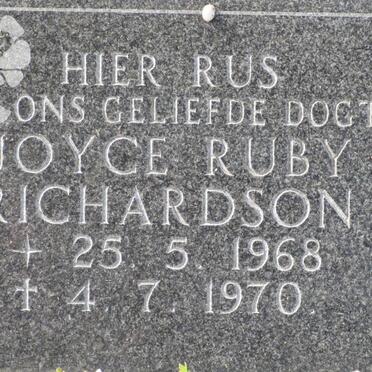 HIER RUS
ONS GELIEFDE DOGT
JOYCE RUBY
RICHARDSON
+ 25. 5. 1968
† 4. 7. 1970.